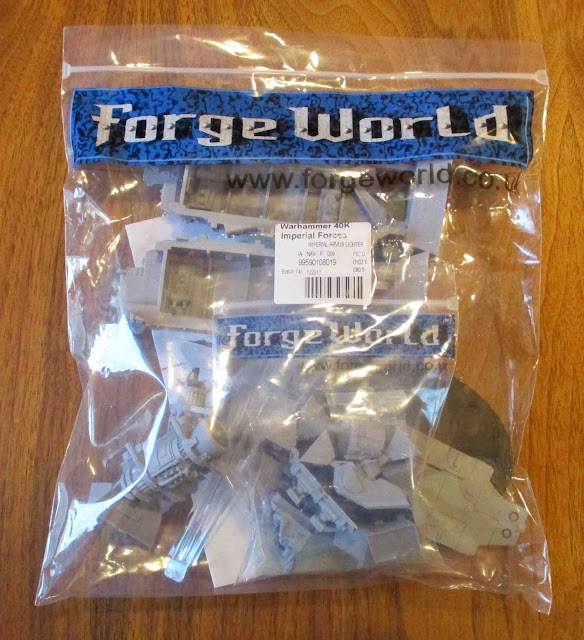 Forge World
www.forgeworld.co.u
Warhammer 40K
Imperial Forces
IMPERIAL ARVUS LIGHTER
99590108019
Forge World
www.forgeworld.co.u